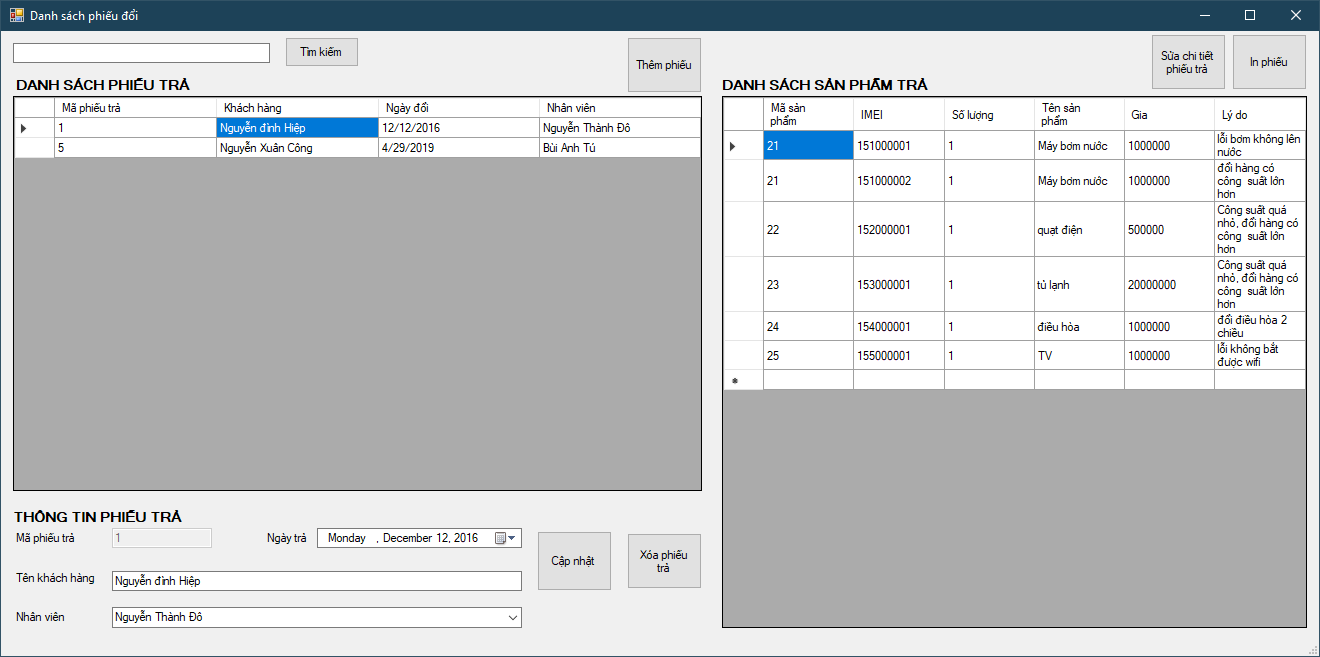 Danh sách phiếu đổi
Tìm kiếm
Thêm phiếu
DANH SÁCH PHIẾU TRẢ
Mã phiếu trả Khách hàng Ngày đổi Nhân viên
1 Nguyễn đình Hiệp 12/12/2016 Nguyễn Thành Đô
5 Nguyễn Xuân Công 4/29/2019 Bùi Anh Tú
THÔNG TIN PHIẾU TRẢ
Mã phiếu trả 1 Ngày trả Monday , December 12, 2016
Cập nhật
Xóa phiếu
trả
Tên khách hàng Nguyễn đình Hiệp
Nhân viên Nguyễn Thành Đô
Sửa chi tiết
phiếu trả
In phiếu
DANH SÁCH SẢN PHẨM TRẢ
Mã sản
phẩm
IMEI
Số lượng
Tên sản
phẩm
Gia
Lý do
21 151000001 1 Máy bơm nước 1000000
lỗi bơm không lên
nước
21 151000002 1 Máy bơm nước 1000000
đổi hàng có
công suất lớn
hơn
22 152000001 1 quạt điện 500000
Công suất quá
nhỏ, đổi hàng có
công suất lớn
hơn
23 153000001 1 tủ lạnh 20000000
Công suất quá
nhỏ, đổi hàng có
công suất lớn
hơn
24 154000001 1 điều hòa 1000000
đổi điều hòa 2
chiều
25 155000001 1 TV 1000000
lỗi không bắt
được wifi